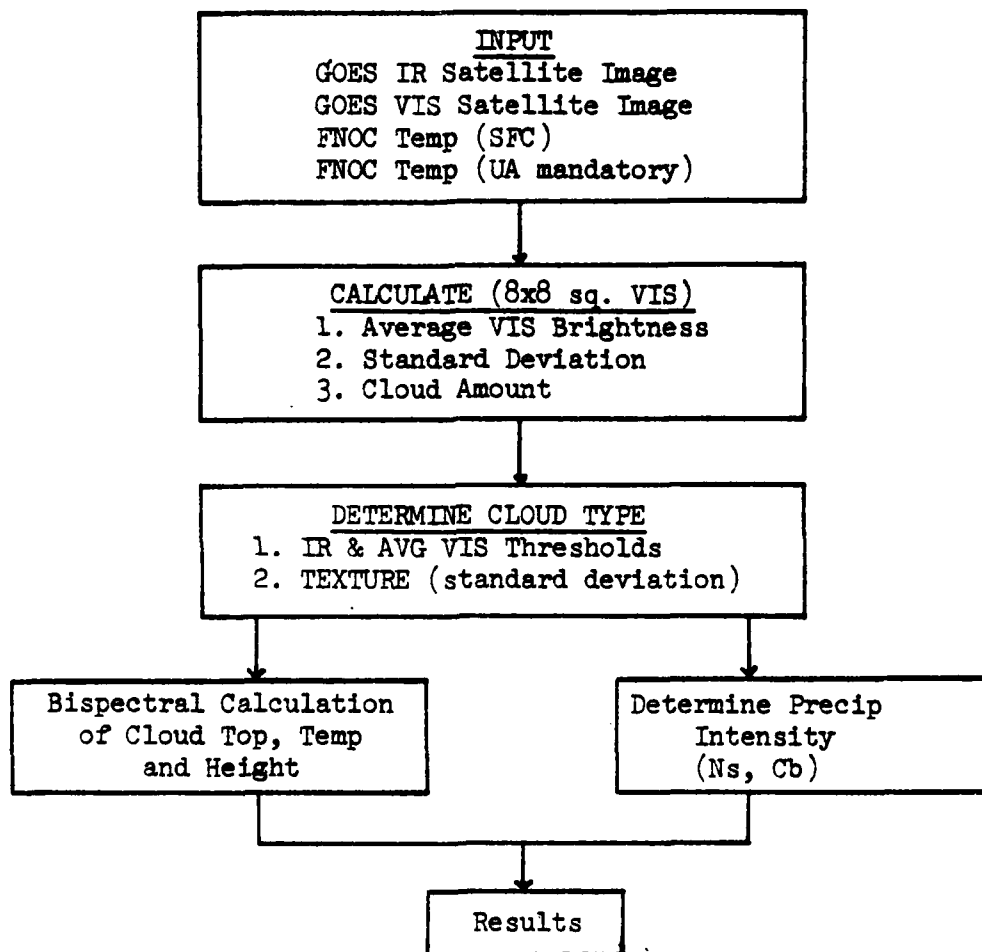 INPUT
GOES IR Satellite Image
GOES VIS Satellite Image
FNOC Temp (SFC)
FNOC Temp (UA mandatory)
CALCULATE (8x8 sq. VIS)
1. Average VIS Brightness
2. Standard Deviation
3. Cloud Amount
DETERMINE CLOUD TYPE
1. IR & AVG VIS Thresholds
2. TEXTURE (standard deviation)
Bispectral Calculation
of Cloud Top, Temp
and Height
Determine Precip
Intensity
(Ns, Cb)
Results